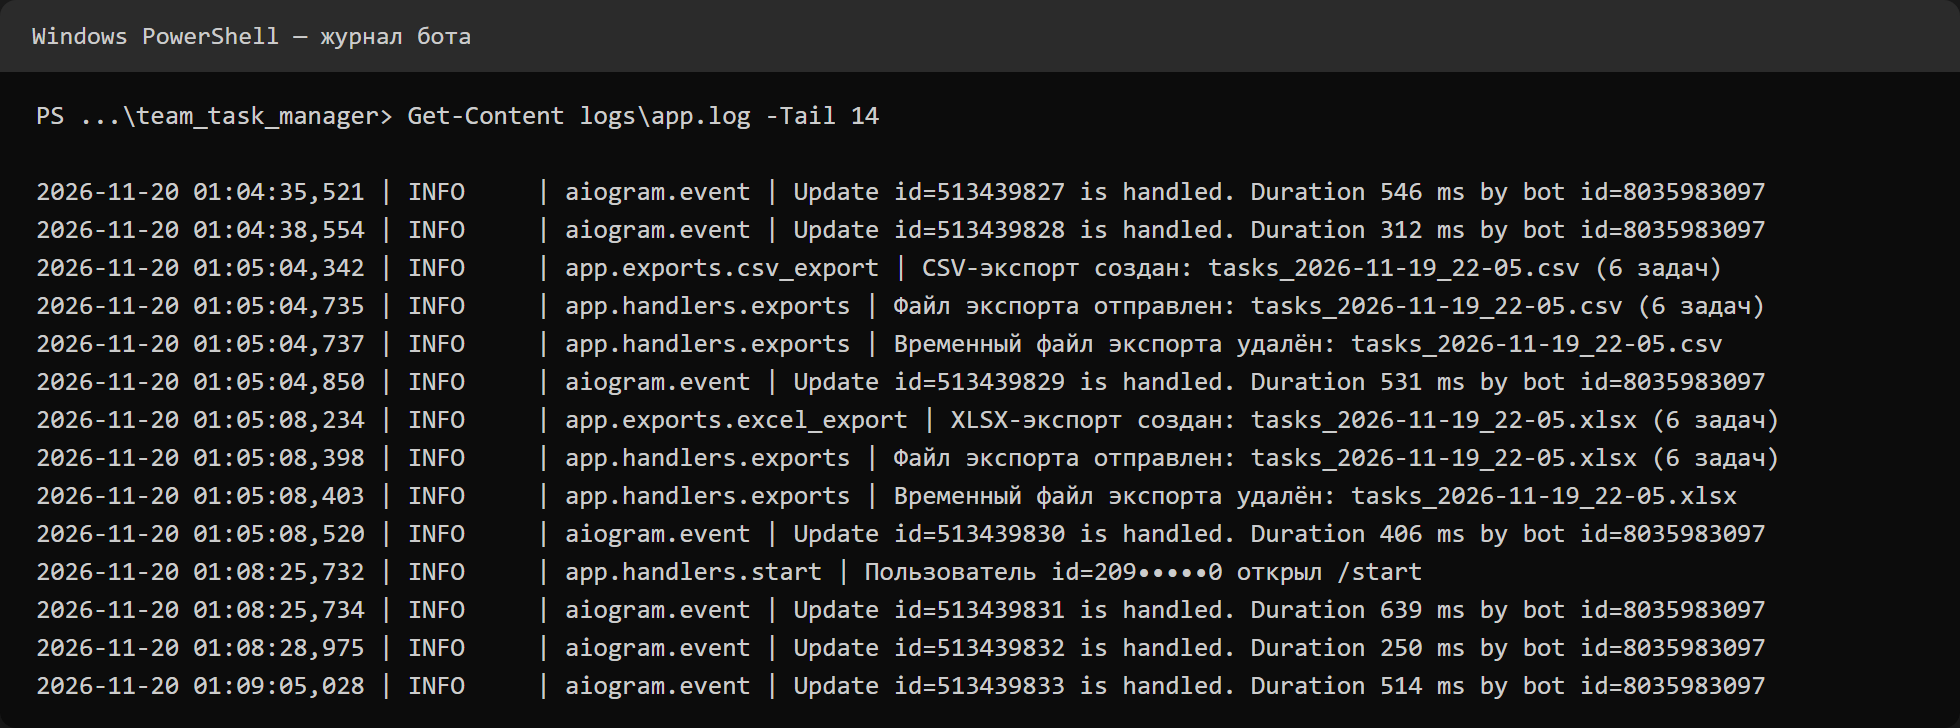 Windows PowerShell — журнал бота
PS ...\team_task_manager> Get-Content logs\app.log -Tail 14
2026-11-20 01:04:35,521 | INFO     | aiogram.event | Update id=513439827 is handled. Duration 546 ms by bot id=8035983097
2026-11-20 01:04:38,554 | INFO     | aiogram.event | Update id=513439828 is handled. Duration 312 ms by bot id=8035983097
2026-11-20 01:05:04,342 | INFO     | app.exports.csv_export | CSV-экспорт создан: tasks_2026-11-19_22-05.csv (6 задач)
2026-11-20 01:05:04,735 | INFO     | app.handlers.exports | Файл экспорта отправлен: tasks_2026-11-19_22-05.csv (6 задач)
2026-11-20 01:05:04,737 | INFO     | app.handlers.exports | Временный файл экспорта удалён: tasks_2026-11-19_22-05.csv
2026-11-20 01:05:04,850 | INFO     | aiogram.event | Update id=513439829 is handled. Duration 531 ms by bot id=8035983097
2026-11-20 01:05:08,234 | INFO     | app.exports.excel_export | XLSX-экспорт создан: tasks_2026-11-19_22-05.xlsx (6 задач)
2026-11-20 01:05:08,398 | INFO     | app.handlers.exports | Файл экспорта отправлен: tasks_2026-11-19_22-05.xlsx (6 задач)
2026-11-20 01:05:08,403 | INFO     | app.handlers.exports | Временный файл экспорта удалён: tasks_2026-11-19_22-05.xlsx
2026-11-20 01:05:08,520 | INFO     | aiogram.event | Update id=513439830 is handled. Duration 406 ms by bot id=8035983097
2026-11-20 01:08:25,732 | INFO     | app.handlers.start | Пользователь id=209•••••0 открыл /start
2026-11-20 01:08:25,734 | INFO     | aiogram.event | Update id=513439831 is handled. Duration 639 ms by bot id=8035983097
2026-11-20 01:08:28,975 | INFO     | aiogram.event | Update id=513439832 is handled. Duration 250 ms by bot id=8035983097
2026-11-20 01:09:05,028 | INFO     | aiogram.event | Update id=513439833 is handled. Duration 514 ms by bot id=8035983097